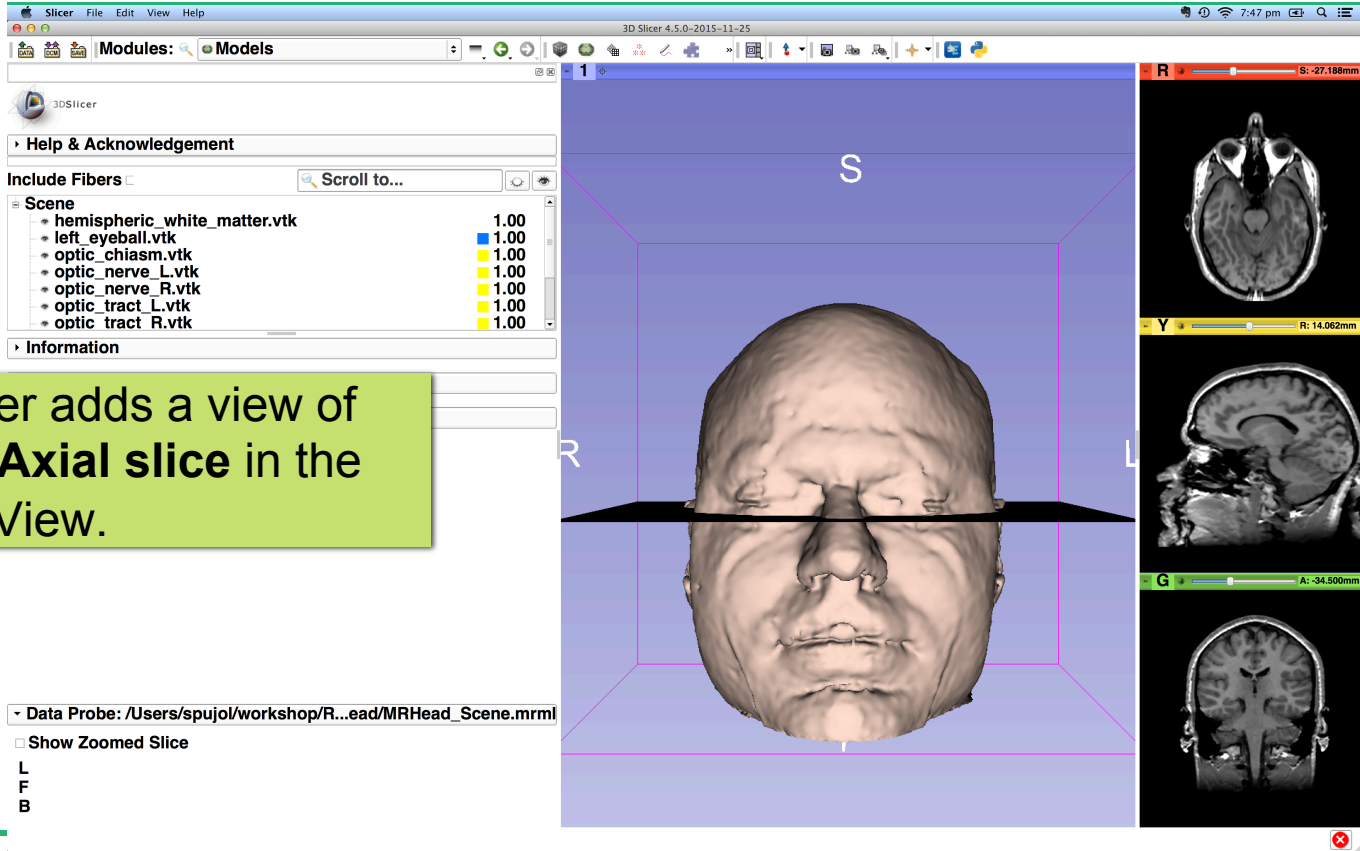 Slicer File Edit View Help 7:47 pm
3D Slicer 4.5.0-2015-11-25
DATA DCM SAVE Modules: Models
1
R S: -27.188mm
3DSlicer
Help & Acknowledgement
Include Fibers Scroll to...
Scene
hemispheric_white_matter.vtk 1.00
left_eyeball.vtk 1.00
optic_chiasm.vtk 1.00
optic_nerve_L.vtk 1.00
optic_nerve_R.vtk 1.00
optic_tract_L.vtk 1.00
optic_tract_R.vtk 1.00
Information
S
R
L
Y R: 14.062mm
er adds a view of
Axial slice in the
View.
G A: -34.500mm
Data Probe: /Users/spujol/workshop/R...ead/MRHead_Scene.mrml
Show Zoomed Slice
L
F
B